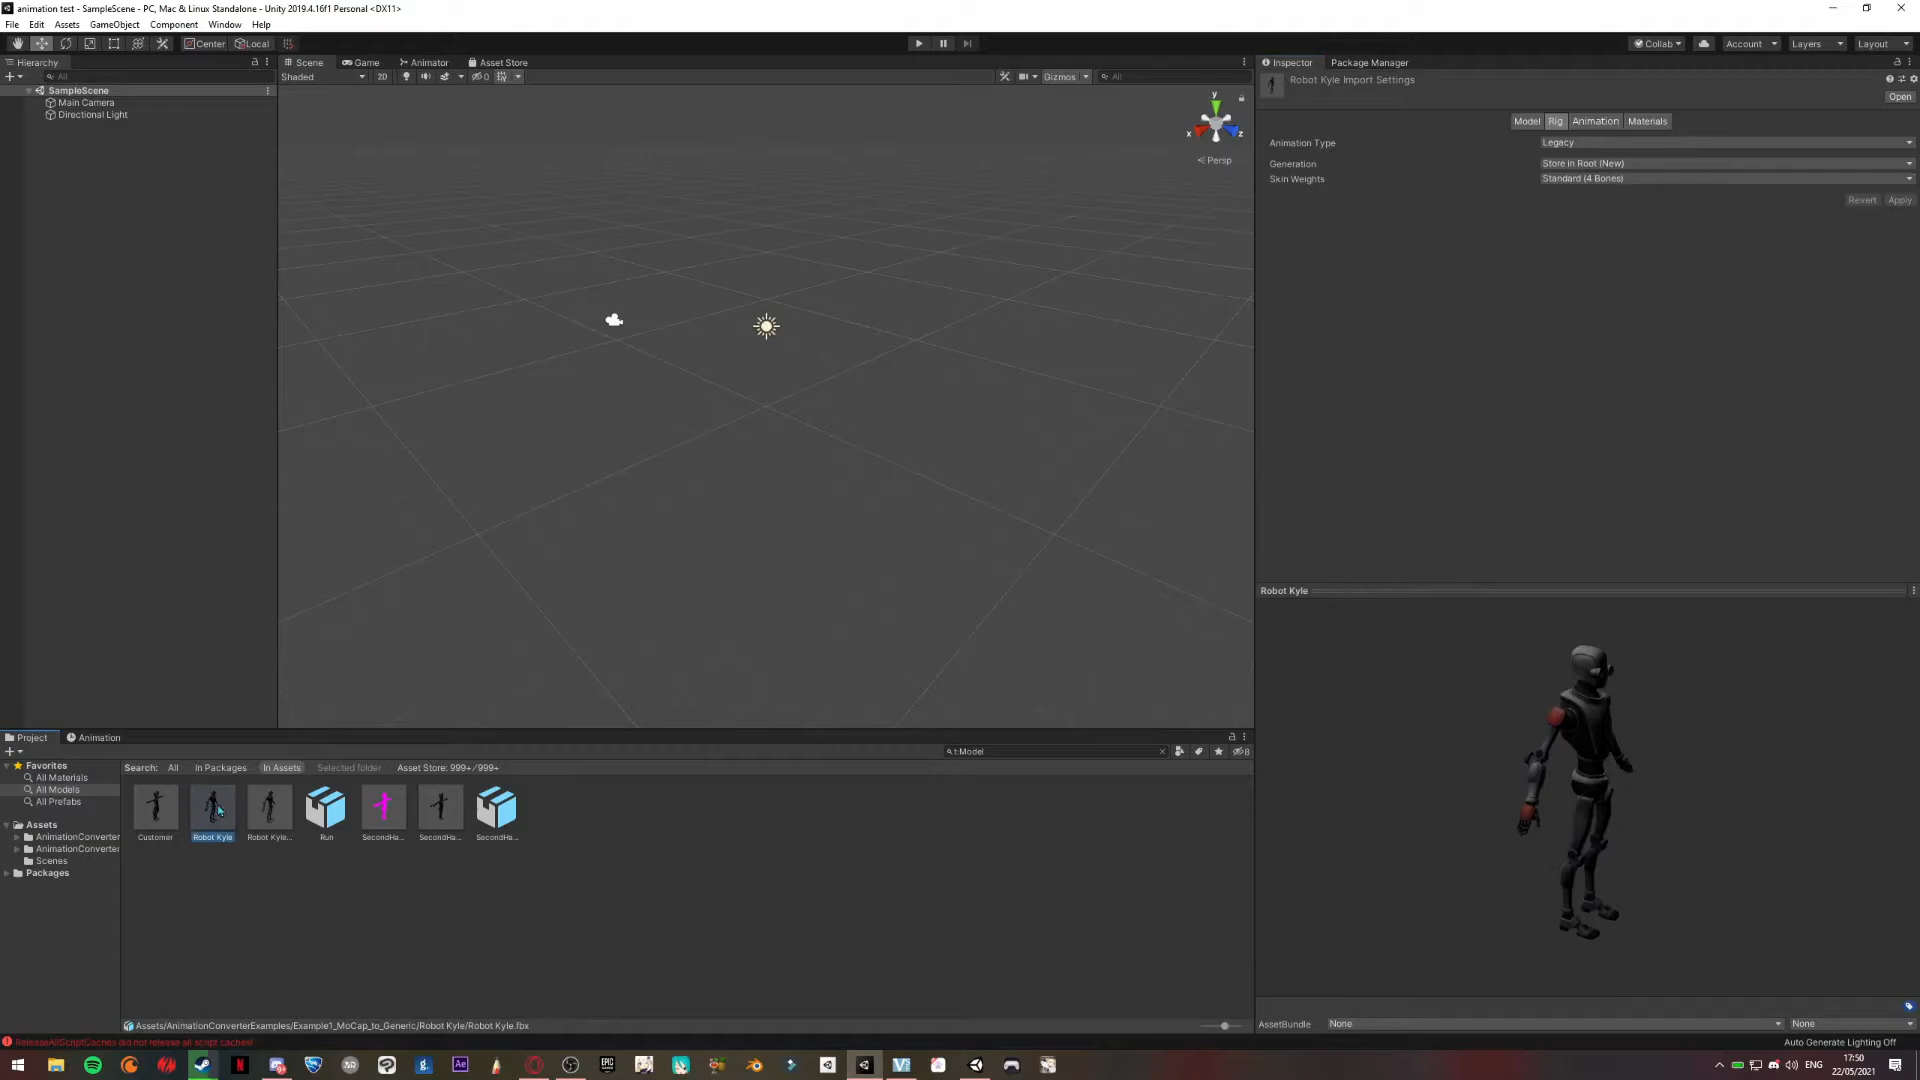 animation test - SampleScene - PC, Mac & Linux Standalone - Unity 2019.4.16f1 Personal <DX11>
File Edit Assets GameObject Component Window Help
Center Local Collab Account Layers Layout
Hierarchy Scene Game Animator Asset Store Inspector Package Manager
All Shaded 2D 0 Gizmos All Robot Kyle Import Settings
SampleScene
Open
Main Camera
Directional Light
y
x
z
Persp
Model Rig Animation Materials
Animation Type Legacy
Generation Store in Root (New)
Skin Weights Standard (4 Bones)
Revert Apply
Robot Kyle
Project Animation
t:Model 8
Favorites Search: All In Packages In Assets Selected folder Asset Store: 999+/999+
All Materials
All Models
All Prefabs
Assets
AnimationConverter
AnimationConverter
Scenes
Packages
Customer Robot Kyle Robot Kyle... Run SecondHa... SecondHa... SecondHa...
Assets/AnimationConverterExamples/Example1_MoCap_to_Generic/Robot Kyle/Robot Kyle.fbx
AssetBundle None None
ReleaseAllScriptCaches did not release all script caches!
Auto Generate Lighting Off
ENG
17:50
22/05/2021